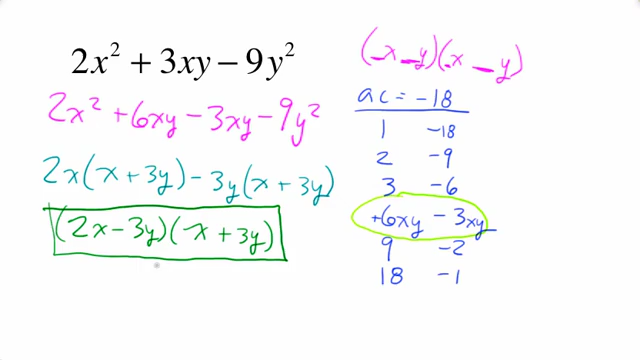 2x² + 3xy − 9y²
2x² + 6xy − 3xy − 9y²
2x(x + 3y) − 3y(x + 3y)
(2x − 3y)(x + 3y)
(_x _y)(_x _y)
ac = −18
1 −18
2 −9
3 −6
+6xy −3xy
9 −2
18 −1